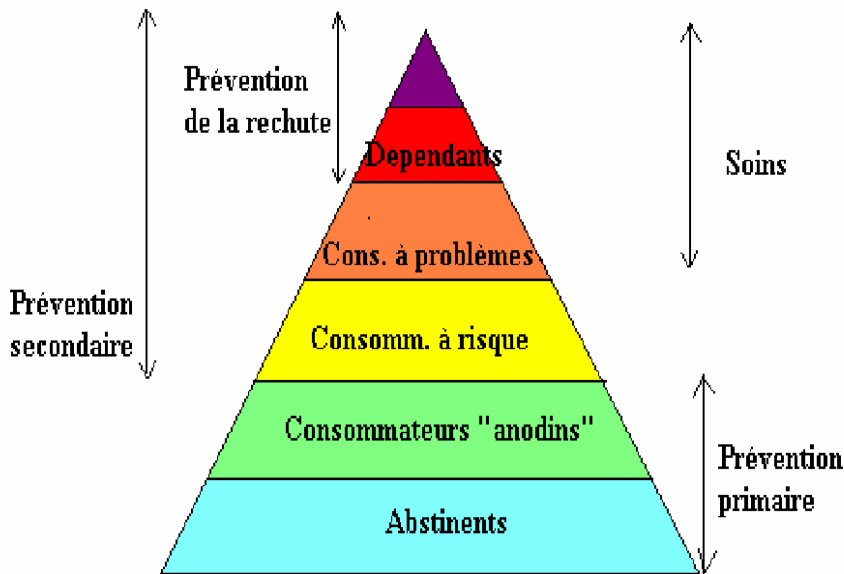 Prévention
de la rechute
Dependants
Soins
Cons. à problèmes
Prévention
secondaire
Consomm. à risque
Consommateurs "anodins"
Prévention
primaire
Abstinents